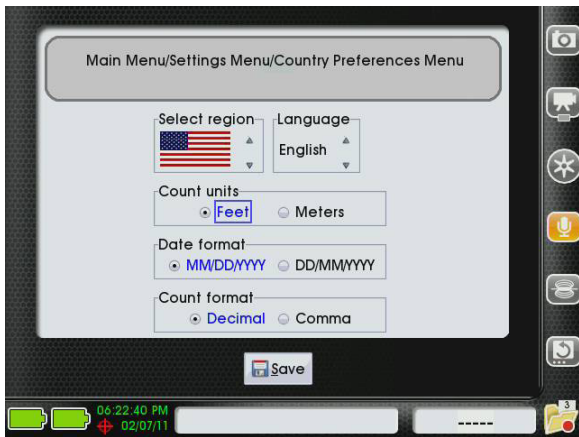 Main Menu/Settings Menu/Country Preferences Menu
Select region
Language
English
Count units
Feet
Meters
Date format
MM/DD/YYYY
DD/MM/YYYY
Count format
Decimal
Comma
Save
06:22:40 PM
02/07/11
-----
3